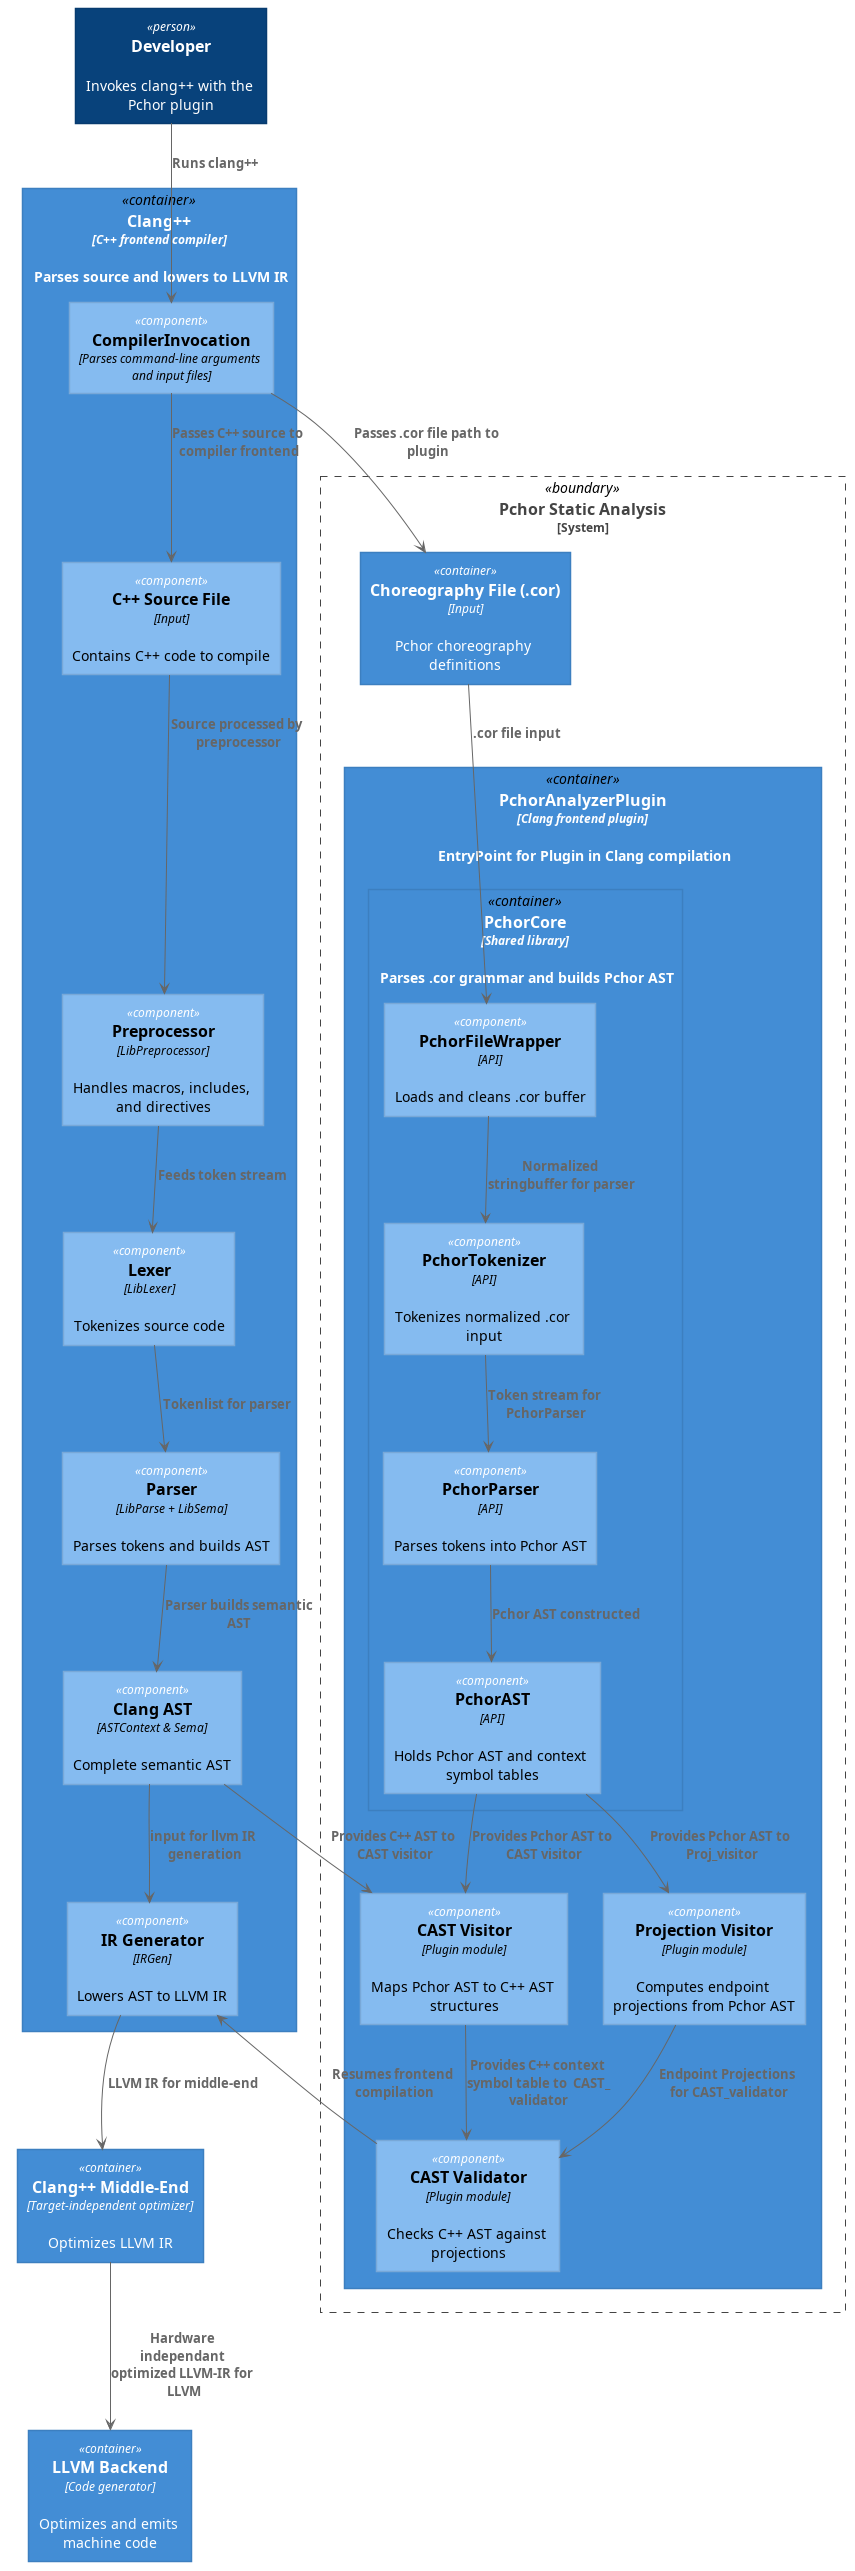 «person»
Developer
Invokes clang++ with the
Pchor plugin
Runs clang++
«container»
Clang++
[C++ frontend compiler]
Parses source and lowers to LLVM IR
«component»
CompilerInvocation
[Parses command-line arguments
and input files]
Passes C++ source to
compiler frontend
Passes .cor file path to
plugin
«boundary»
Pchor Static Analysis
[System]
«component»
C++ Source File
[Input]
Contains C++ code to compile
«container»
Choreography File (.cor)
[Input]
Pchor choreography
definitions
Source processed by
preprocessor
.cor file input
«container»
PchorAnalyzerPlugin
[Clang frontend plugin]
EntryPoint for Plugin in Clang compilation
«container»
PchorCore
[Shared library]
Parses .cor grammar and builds Pchor AST
«component»
Preprocessor
[LibPreprocessor]
Handles macros, includes,
and directives
«component»
PchorFileWrapper
[API]
Loads and cleans .cor buffer
Feeds token stream
Normalized
stringbuffer for parser
«component»
Lexer
[LibLexer]
Tokenizes source code
«component»
PchorTokenizer
[API]
Tokenizes normalized .cor
input
Tokenlist for parser
Token stream for
PchorParser
«component»
Parser
[LibParse + LibSema]
Parses tokens and builds AST
«component»
PchorParser
[API]
Parses tokens into Pchor AST
Parser builds semantic
AST
Pchor AST constructed
«component»
Clang AST
[ASTContext & Sema]
Complete semantic AST
«component»
PchorAST
[API]
Holds Pchor AST and context
symbol tables
input for llvm IR
generation
Provides C++ AST to
CAST visitor
Provides Pchor AST to
CAST visitor
Provides Pchor AST to
Proj_visitor
«component»
IR Generator
[IRGen]
Lowers AST to LLVM IR
«component»
CAST Visitor
[Plugin module]
Maps Pchor AST to C++ AST
structures
«component»
Projection Visitor
[Plugin module]
Computes endpoint
projections from Pchor AST
LLVM IR for middle-end
Resumes frontend
compilation
Provides C++ context
symbol table to CAST_
validator
Endpoint Projections
for CAST_validator
«container»
Clang++ Middle-End
[Target-independent optimizer]
Optimizes LLVM IR
«component»
CAST Validator
[Plugin module]
Checks C++ AST against
projections
Hardware
independant
optimized LLVM-IR for
LLVM
«container»
LLVM Backend
[Code generator]
Optimizes and emits
machine code